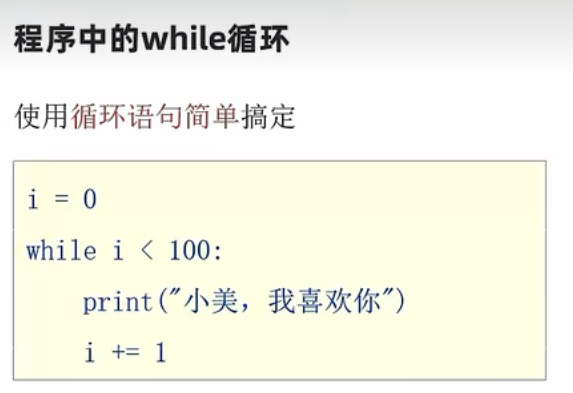 程序中的while循环
使用循环语句简单搞定
i = 0
while i < 100:
    print("小美，我喜欢你")
    i += 1